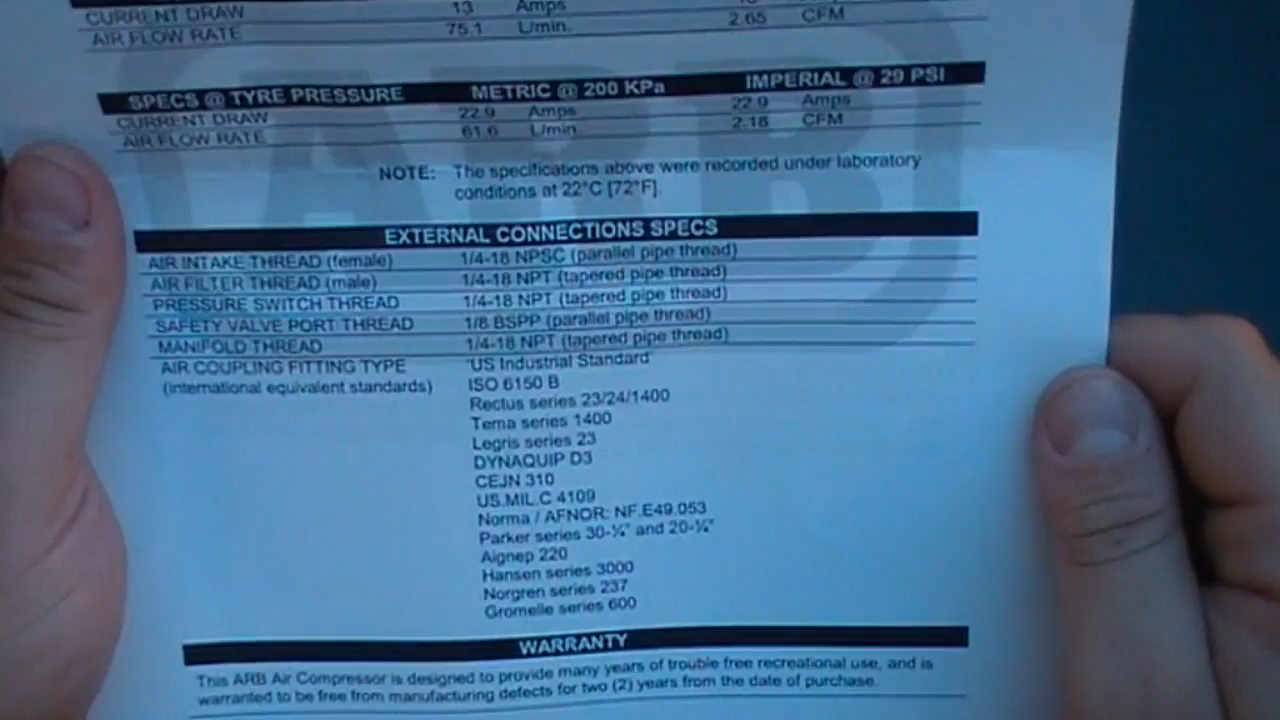 CURRENT DRAW 13 Amps Amps
AIR FLOW RATE 75.1 L/min. 2.65 CFM
ARB
SPECS @ TYRE PRESSURE METRIC @ 200 KPa IMPERIAL @ 29 PSI
CURRENT DRAW 22.9 Amps 22.9 Amps
AIR FLOW RATE 61.6 L/min 2.18 CFM
NOTE: The specifications above were recorded under laboratory
conditions at 22°C [72°F].
EXTERNAL CONNECTIONS SPECS
AIR INTAKE THREAD (female) 1/4-18 NPSC (parallel pipe thread)
AIR FILTER THREAD (male) 1/4-18 NPT (tapered pipe thread)
PRESSURE SWITCH THREAD 1/4-18 NPT (tapered pipe thread)
SAFETY VALVE PORT THREAD 1/8 BSPP (parallel pipe thread)
MANIFOLD THREAD 1/4-18 NPT (tapered pipe thread)
AIR COUPLING FITTING TYPE 'US Industrial Standard'
(international equivalent standards) ISO 6150 B
Rectus series 23/24/1400
Tema series 1400
Legris series 23
DYNAQUIP D3
CEJN 310
US.MIL.C 4109
Norma / AFNOR: NF.E49.053
Parker series 30-¼" and 20-¼"
Aignep 220
Hansen series 3000
Norgren series 237
Gromelle series 600
WARRANTY
This ARB Air Compressor is designed to provide many years of trouble free recreational use, and is
warranted to be free from manufacturing defects for two (2) years from the date of purchase.